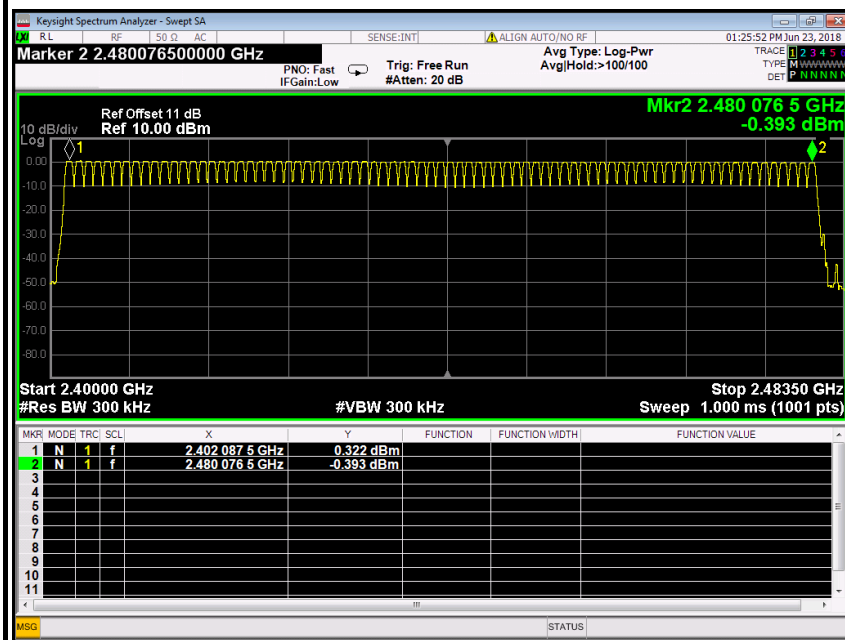 Keysight Spectrum Analyzer - Swept SA
RL RF 50 Ω AC SENSE:INT ALIGN AUTO/NO RF 01:25:52 PM Jun 23, 2018
Marker 2 2.480076500000 GHz
PNO: Fast
IFGain:Low
Trig: Free Run
#Atten: 20 dB
Avg Type: Log-Pwr
Avg|Hold:>100/100
TRACE 1 2 3 4 5 6
TYPE M WWWWW
DET P N N N N N
Mkr2 2.480 076 5 GHz
-0.393 dBm
Ref Offset 11 dB
10 dB/div Ref 10.00 dBm
Log
1
2
0.00
-10.0
-20.0
-30.0
-40.0
-50.0
-60.0
-70.0
-80.0
Start 2.40000 GHz Stop 2.48350 GHz
#Res BW 300 kHz #VBW 300 kHz Sweep 1.000 ms (1001 pts)
MKR MODE TRC SCL X Y FUNCTION FUNCTION WIDTH FUNCTION VALUE
1 N 1 f 2.402 087 5 GHz 0.322 dBm
2 N 1 f 2.480 076 5 GHz -0.393 dBm
3
4
5
6
7
8
9
10
11
MSG STATUS